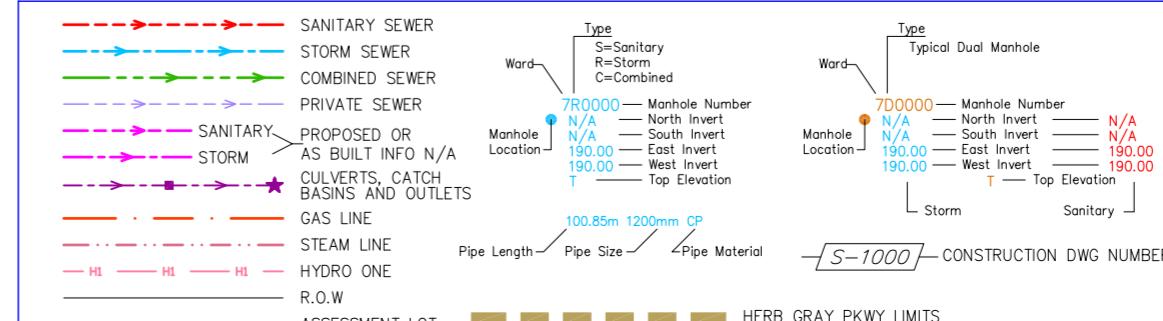 SANITARY SEWER
STORM SEWER
COMBINED SEWER
PRIVATE SEWER
SANITARY
STORM
PROPOSED OR
AS BUILT INFO N/A
CULVERTS, CATCH
BASINS AND OUTLETS
GAS LINE
STEAM LINE
H1 H1 H1 HYDRO ONE
R.O.W
ASSESSMENT LOT
Type
S=Sanitary
R=Storm
C=Combined
Ward
7R0000 Manhole Number
N/A North Invert
N/A South Invert
190.00 East Invert
190.00 West Invert
T Top Elevation
Manhole
Location
100.85m 1200mm CP
Pipe Length Pipe Size Pipe Material
Type
Typical Dual Manhole
Ward
7D0000 Manhole Number
N/A North Invert N/A
N/A South Invert N/A
190.00 East Invert 190.00
190.00 West Invert 190.00
T Top Elevation
Manhole
Location
Storm Sanitary
S-1000 CONSTRUCTION DWG NUMBER
HERB GRAY PKWY LIMITS